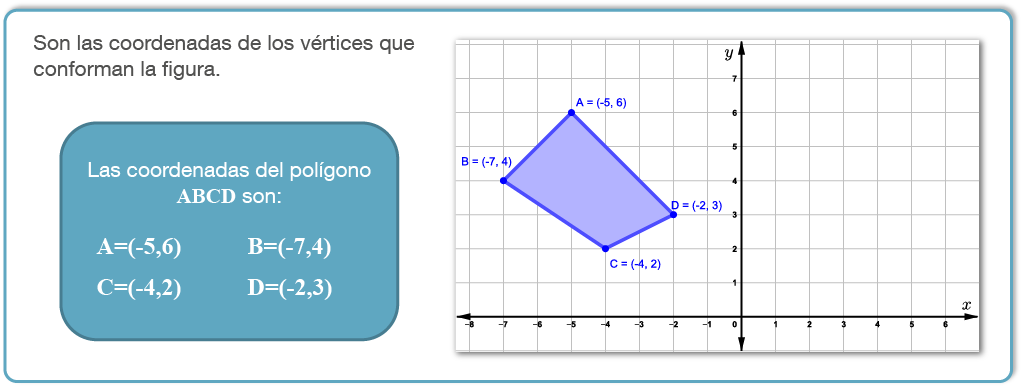 Son las coordenadas de los vértices que
conforman la figura.
Las coordenadas del polígono
ABCD son:
A=(-5,6) B=(-7,4)
C=(-4,2) D=(-2,3)
y
7
6
5
4
3
2
1
A = (-5, 6)
B = (-7, 4)
D = (-2, 3)
C = (-4, 2)
x
-8 -7 -6 -5 -4 -3 -2 -1 0 1 2 3 4 5 6